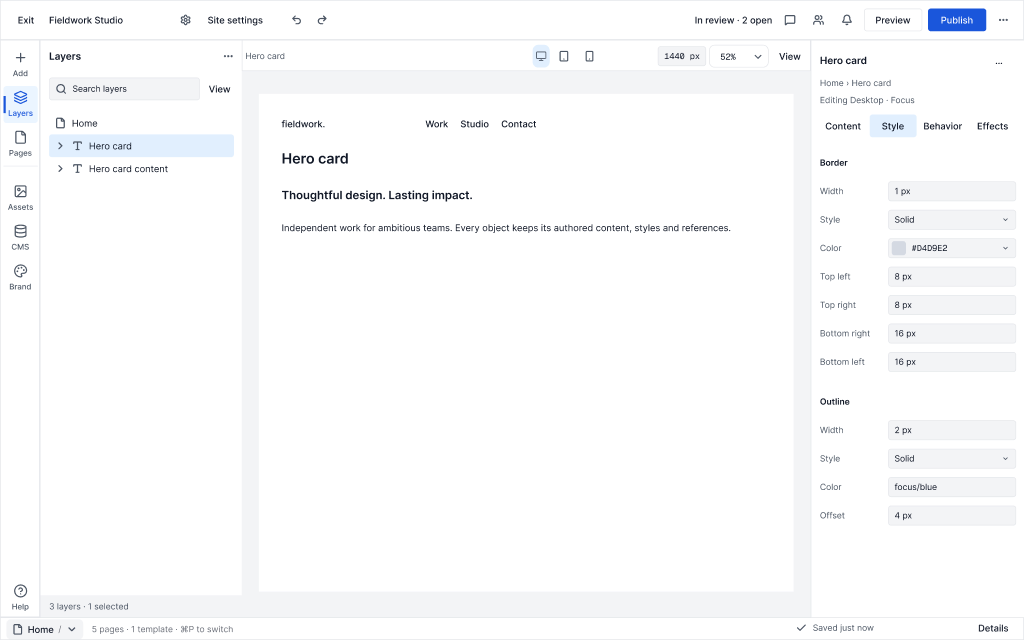 Exit Fieldwork Studio Site settings In review · 2 open Preview Publish
Add
Layers
Pages
Assets
CMS
Brand
Help
Layers
Search layers View
Home
Hero card
Hero card content
3 layers · 1 selected
Hero card 1440 px 52% View
fieldwork. Work Studio Contact
Hero card
Thoughtful design. Lasting impact.
Independent work for ambitious teams. Every object keeps its authored content, styles and references.
Hero card
Home › Hero card
Editing Desktop · Focus
Content Style Behavior Effects
Border
Width 1 px
Style Solid
Color #D4D9E2
Top left 8 px
Top right 8 px
Bottom right 16 px
Bottom left 16 px
Outline
Width 2 px
Style Solid
Color focus/blue
Offset 4 px
Home / 5 pages · 1 template · ⌘P to switch Saved just now Details